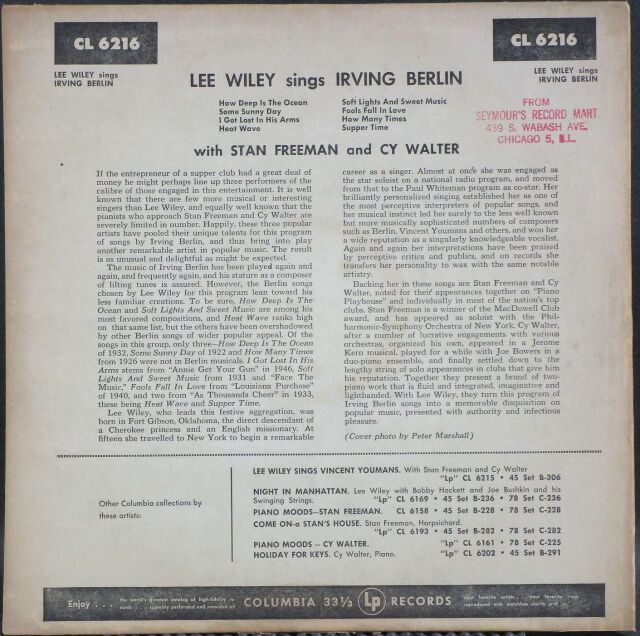 CL 6216
CL 6216
LEE WILEY sings
IRVING BERLIN
LEE WILEY sings
IRVING BERLIN
LEE WILEY sings IRVING BERLIN
How Deep Is The Ocean
Some Sunny Day
I Got Lost In His Arms
Heat Wave
Soft Lights And Sweet Music
Fools Fall In Love
How Many Times
Supper Time
FROM
SEYMOUR'S RECORD MART
439 S. WABASH AVE.
CHICAGO 5, ILL.
with STAN FREEMAN and CY WALTER
If the entrepreneur of a supper club had a great deal of
money he might perhaps line up three performers of the
calibre of those engaged in this entertainment. It is well
known that there are few more musical or interesting
singers than Lee Wiley, and equally well known that the
pianists who approach Stan Freeman and Cy Walter are
severely limited in number. Happily, these three popular
artists have pooled their unique talents for this program
of songs by Irving Berlin, and thus bring into play
another remarkable artist in popular music. The result
is as unusual and delightful as might be expected.
The music of Irving Berlin has been played again and
again, and frequently again, and his stature as a composer
of lilting tunes is assured. However, the Berlin songs
chosen by Lee Wiley for this program lean toward his
less familiar creations. To be sure, How Deep Is The
Ocean and Soft Lights And Sweet Music are among his
most favored compositions, and Heat Wave ranks high
on that same list, but the others have been overshadowed
by other Berlin songs of wider popular appeal. Of the
songs in this group, only three—How Deep Is The Ocean
of 1932, Some Sunny Day of 1922 and How Many Times
from 1926 were not in Berlin musicals. I Got Lost In His
Arms stems from "Annie Get Your Gun" in 1946, Soft
Lights And Sweet Music from 1931 and "Face The
Music," Fools Fall In Love from "Louisiana Purchase"
of 1940, and two from "As Thousands Cheer" in 1933,
these being Heat Wave and Supper Time.
Lee Wiley, who leads this festive aggregation, was
born in Fort Gibson, Oklahoma, the direct descendant of
a Cherokee princess and an English missionary. At
fifteen she travelled to New York to begin a remarkable
career as a singer. Almost at once she was engaged as
the star soloist on a national radio program, and moved
from that to the Paul Whiteman program as co-star. Her
brilliantly personalized singing established her as one of
the most perceptive interpreters of popular songs, and
her musical instinct led her surely to the less well known
but more musically sophisticated numbers of composers
such as Berlin, Vincent Youmans and others, and won her
a wide reputation as a singularly knowledgeable vocalist.
Again and again her interpretations have been praised
by perceptive critics and publics, and on records she
transfers her personality to wax with the same notable
artistry.
Backing her in these songs are Stan Freeman and Cy
Walter, noted for their appearances together on "Piano
Playhouse" and individually in most of the nation's top
clubs. Stan Freeman is a winner of the MacDowell Club
award, and has appeared as soloist with the Phil-
harmonic-Symphony Orchestra of New York. Cy Walter,
after a number of lucrative engagements with various
orchestras, organized his own, appeared in a Jerome
Kern musical, played for a while with Joe Bowers in a
duo-piano ensemble, and finally settled down to the
lengthy string of solo appearances in clubs that give him
his reputation. Together they present a brand of two-
piano work that is fluid and integrated, imaginative and
lighthanded. With Lee Wiley, they turn this program of
Irving Berlin songs into a memorable disquisition on
popular music, presented with authority and infectious
pleasure.
(Cover photo by Peter Marshall)
Other Columbia collections by
these artists:
LEE WILEY SINGS VINCENT YOUMANS. With Stan Freeman and Cy Walter
"Lp" CL 6215 • 45 Set B-306
NIGHT IN MANHATTAN. Lee Wiley with Bobby Hackett and Joe Bushkin and his
Swinging Strings. "Lp" CL 6169 • 45 Set B-236 • 78 Set C-236
PIANO MOODS—STAN FREEMAN. CL 6158 • 45 Set B-228 • 78 Set C-228
COME ON-a STAN'S HOUSE. Stan Freeman, Harpsichord.
"Lp" CL 6193 • 45 Set B-282 • 78 Set C-282
PIANO MOODS — CY WALTER. "Lp" CL 6161 • 78 Set C-225
HOLIDAY FOR KEYS. Cy Walter, Piano. "Lp" CL 6202 • 45 Set B-291
Enjoy . . . the world's greatest catalog of high-fidelity re-
cords . . . superbly performed and recorded
COLUMBIA 33⅓ Lp RECORDS
your favorite artists . . . your favorite
reproduced with matchless clarity and